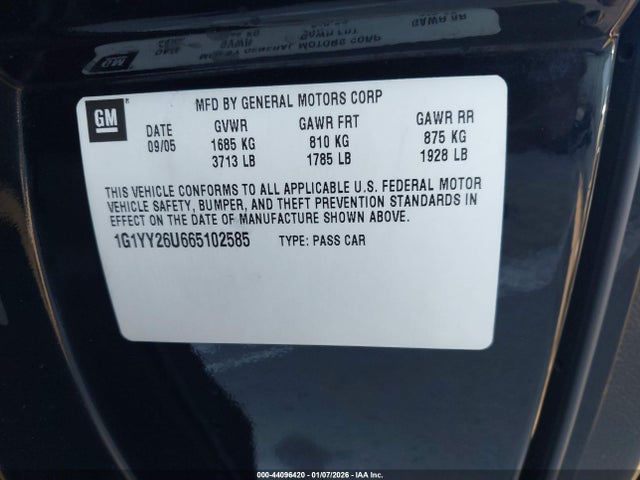 MFD BY GENERAL MOTORS CORP
GM®
DATE GVWR GAWR FRT GAWR RR
09/05 1685 KG 810 KG 875 KG
3713 LB 1785 LB 1928 LB
THIS VEHICLE CONFORMS TO ALL APPLICABLE U.S. FEDERAL MOTOR
VEHICLE SAFETY, BUMPER, AND THEFT PREVENTION STANDARDS IN
EFFECT ON THE DATE OF MANUFACTURE SHOWN ABOVE.
1G1YY26U665102585 TYPE: PASS CAR
000-44096420 - 01/07/2026 - IAA Inc.